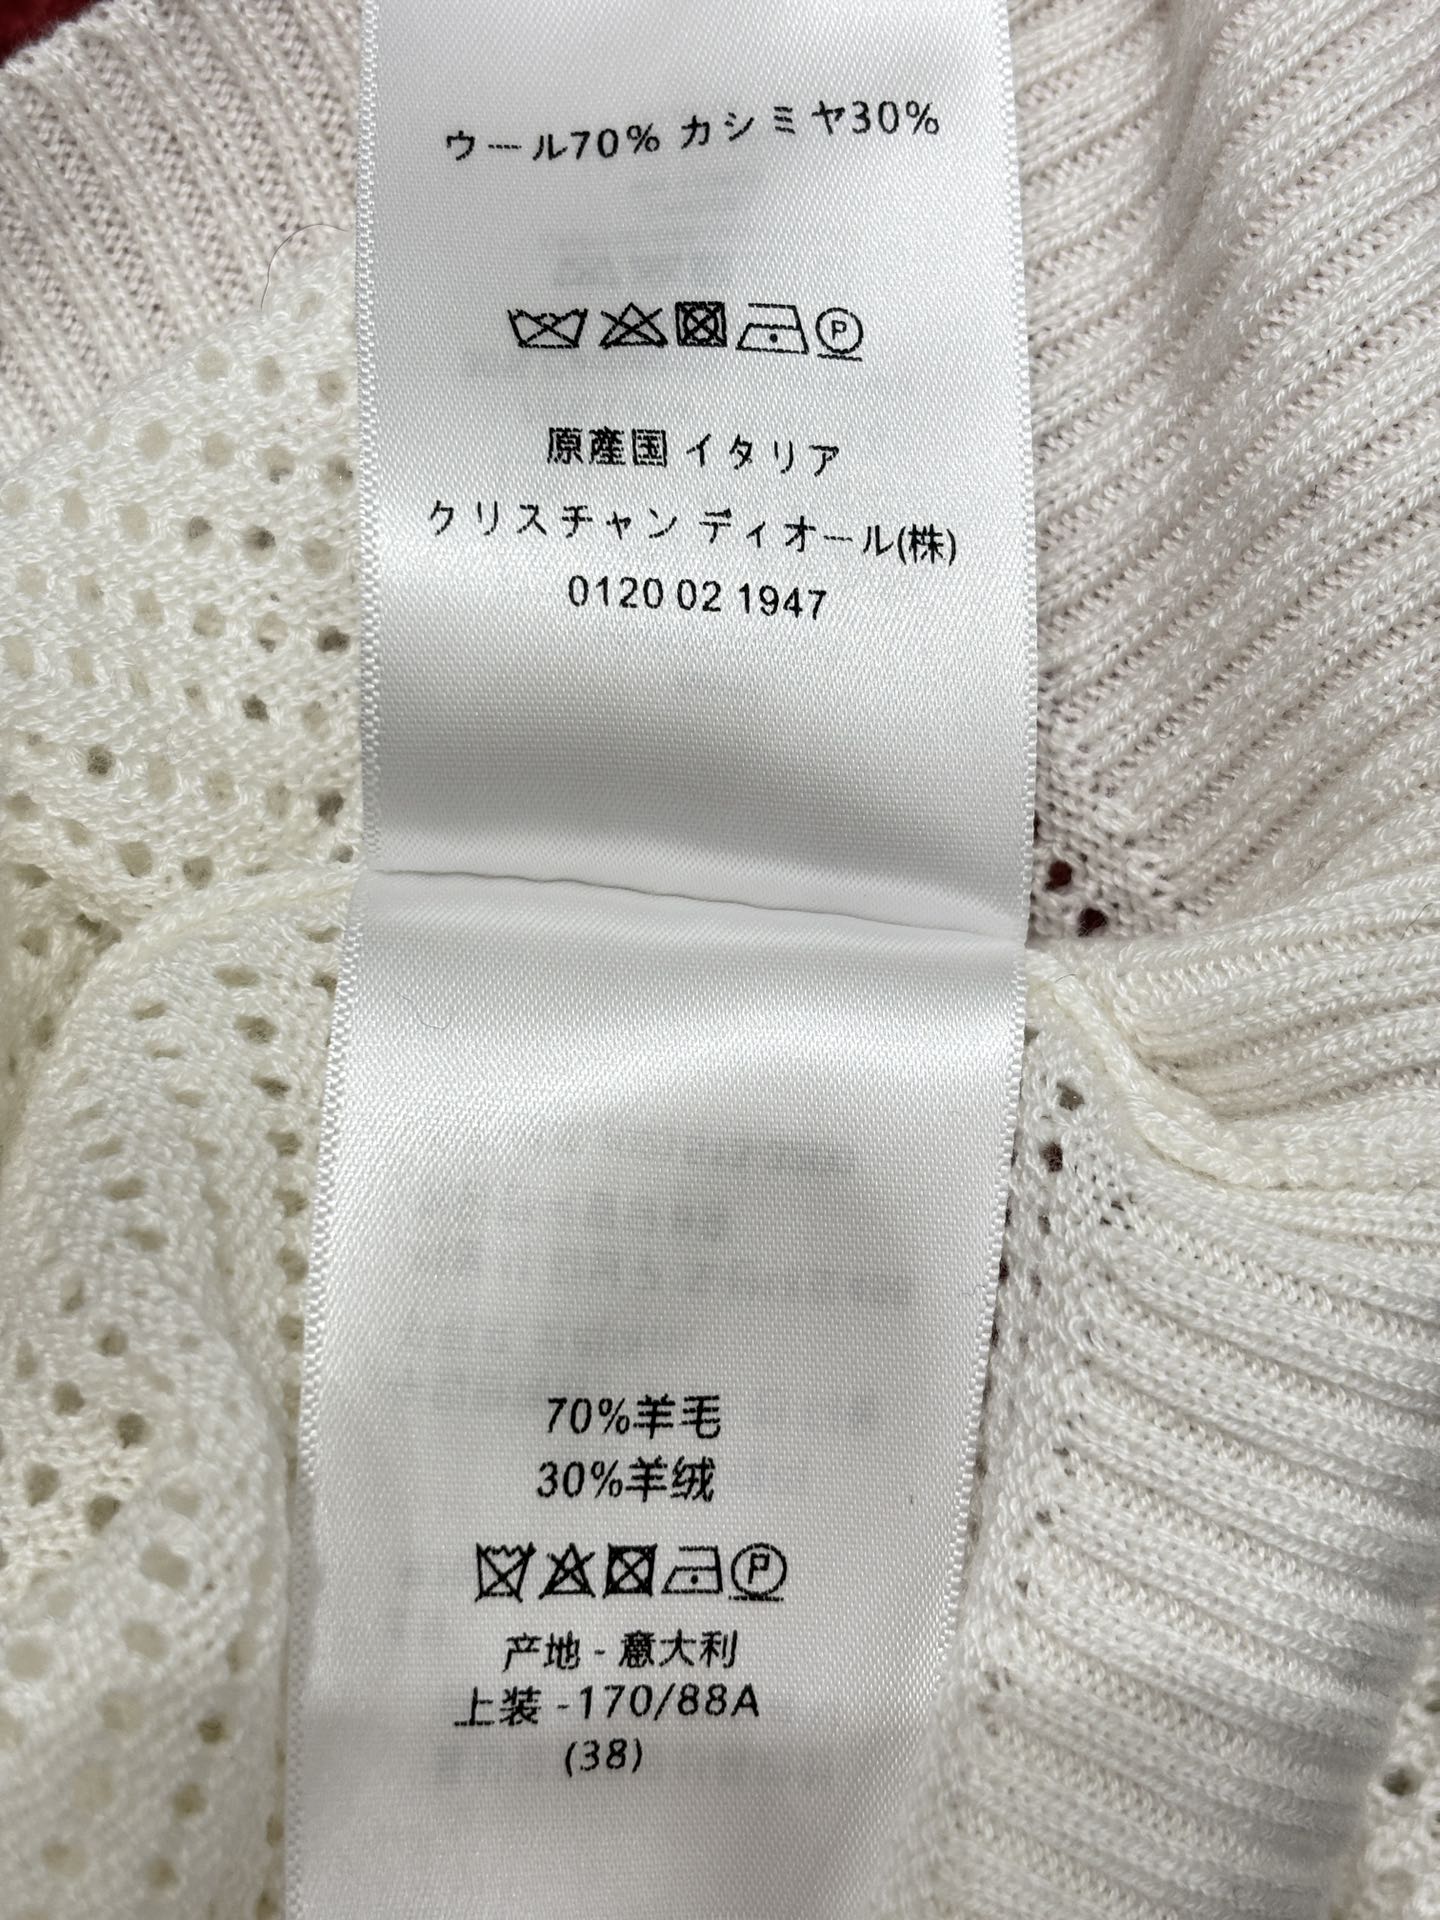 ウール70% カシミヤ30%
P
原産国 イタリア
クリスチャン ディオール(株)
0120 02 1947
70%羊毛
30%羊绒
P
产地 - 意大利
上装 -170/88A
(38)